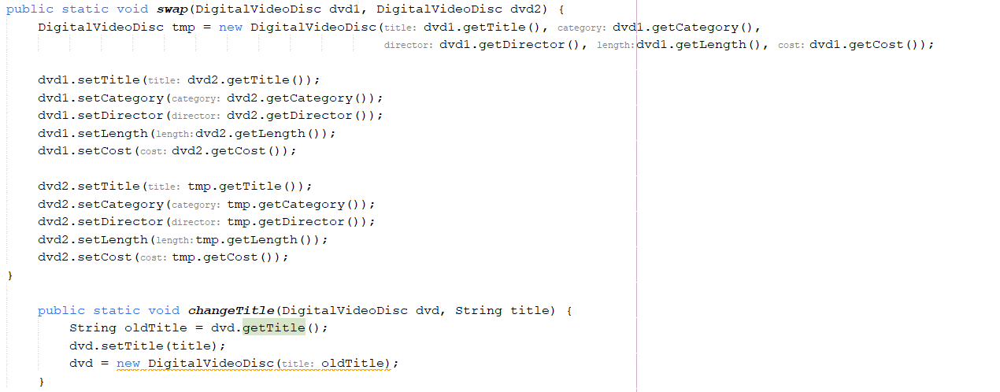 public static void swap(DigitalVideoDisc dvd1, DigitalVideoDisc dvd2) {
DigitalVideoDisc tmp = new DigitalVideoDisc(title: dvd1.getTitle(), category: dvd1.getCategory(),
director: dvd1.getDirector(), length: dvd1.getLength(), cost: dvd1.getCost());
dvd1.setTitle(title: dvd2.getTitle());
dvd1.setCategory(category: dvd2.getCategory());
dvd1.setDirector(director: dvd2.getDirector());
dvd1.setLength(length: dvd2.getLength());
dvd1.setCost(cost: dvd2.getCost());
dvd2.setTitle(title: tmp.getTitle());
dvd2.setCategory(category: tmp.getCategory());
dvd2.setDirector(director: tmp.getDirector());
dvd2.setLength(length: tmp.getLength());
dvd2.setCost(cost: tmp.getCost());
}
public static void changeTitle(DigitalVideoDisc dvd, String title) {
String oldTitle = dvd.getTitle();
dvd.setTitle(title);
dvd = new DigitalVideoDisc(title: oldTitle);
}